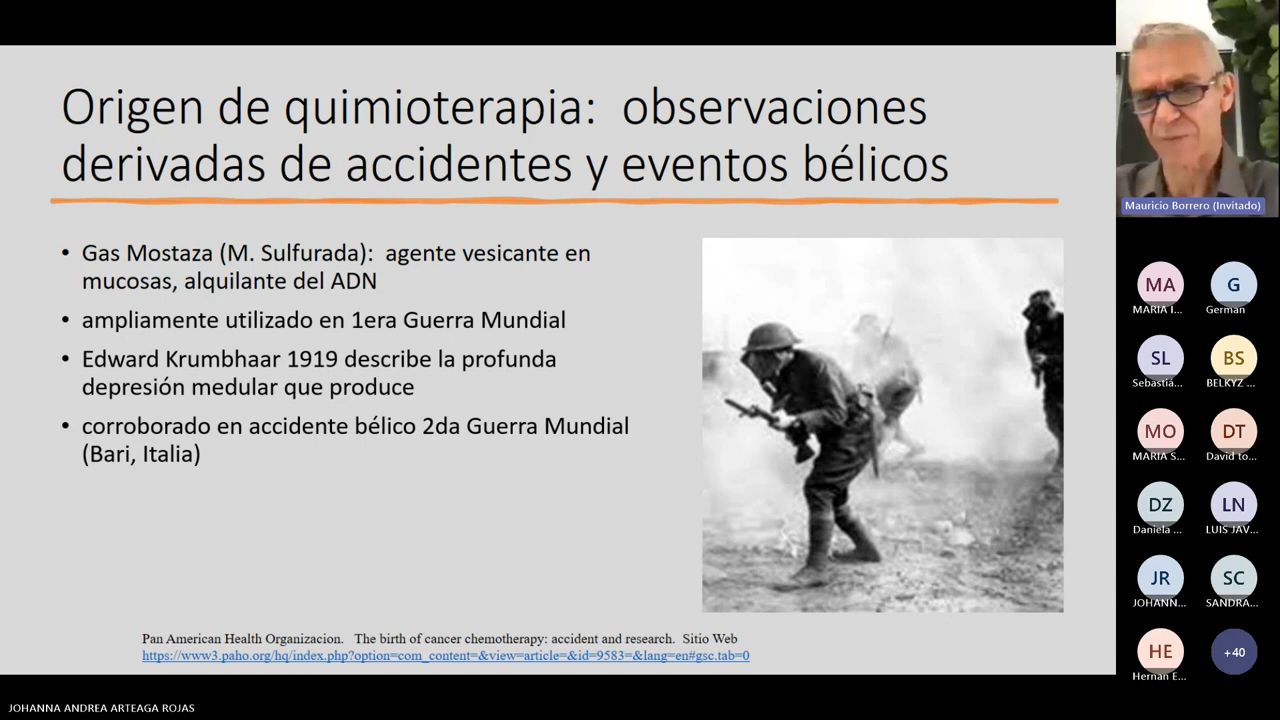 Origen de quimioterapia: observaciones
derivadas de accidentes y eventos bélicos
• Gas Mostaza (M. Sulfurada): agente vesicante en
mucosas, alquilante del ADN
• ampliamente utilizado en 1era Guerra Mundial
• Edward Krumbhaar 1919 describe la profunda
depresión medular que produce
• corroborado en accidente bélico 2da Guerra Mundial
(Bari, Italia)
Pan American Health Organizacion. The birth of cancer chemotherapy: accident and research. Sitio Web
https://www3.paho.org/hq/index.php?option=com_content=&view=article=&id=9583=&lang=en#gsc.tab=0
Mauricio Borrero (Invitado)
MA
MARIA I...
G
German
SL
Sebastiá...
BS
BELKYZ ...
MO
MARIA S...
DT
David to...
DZ
Daniela ...
LN
LUIS JAV...
JR
JOHANN...
SC
SANDRA...
HE
Hernan E...
+40
JOHANNA ANDREA ARTEAGA ROJAS